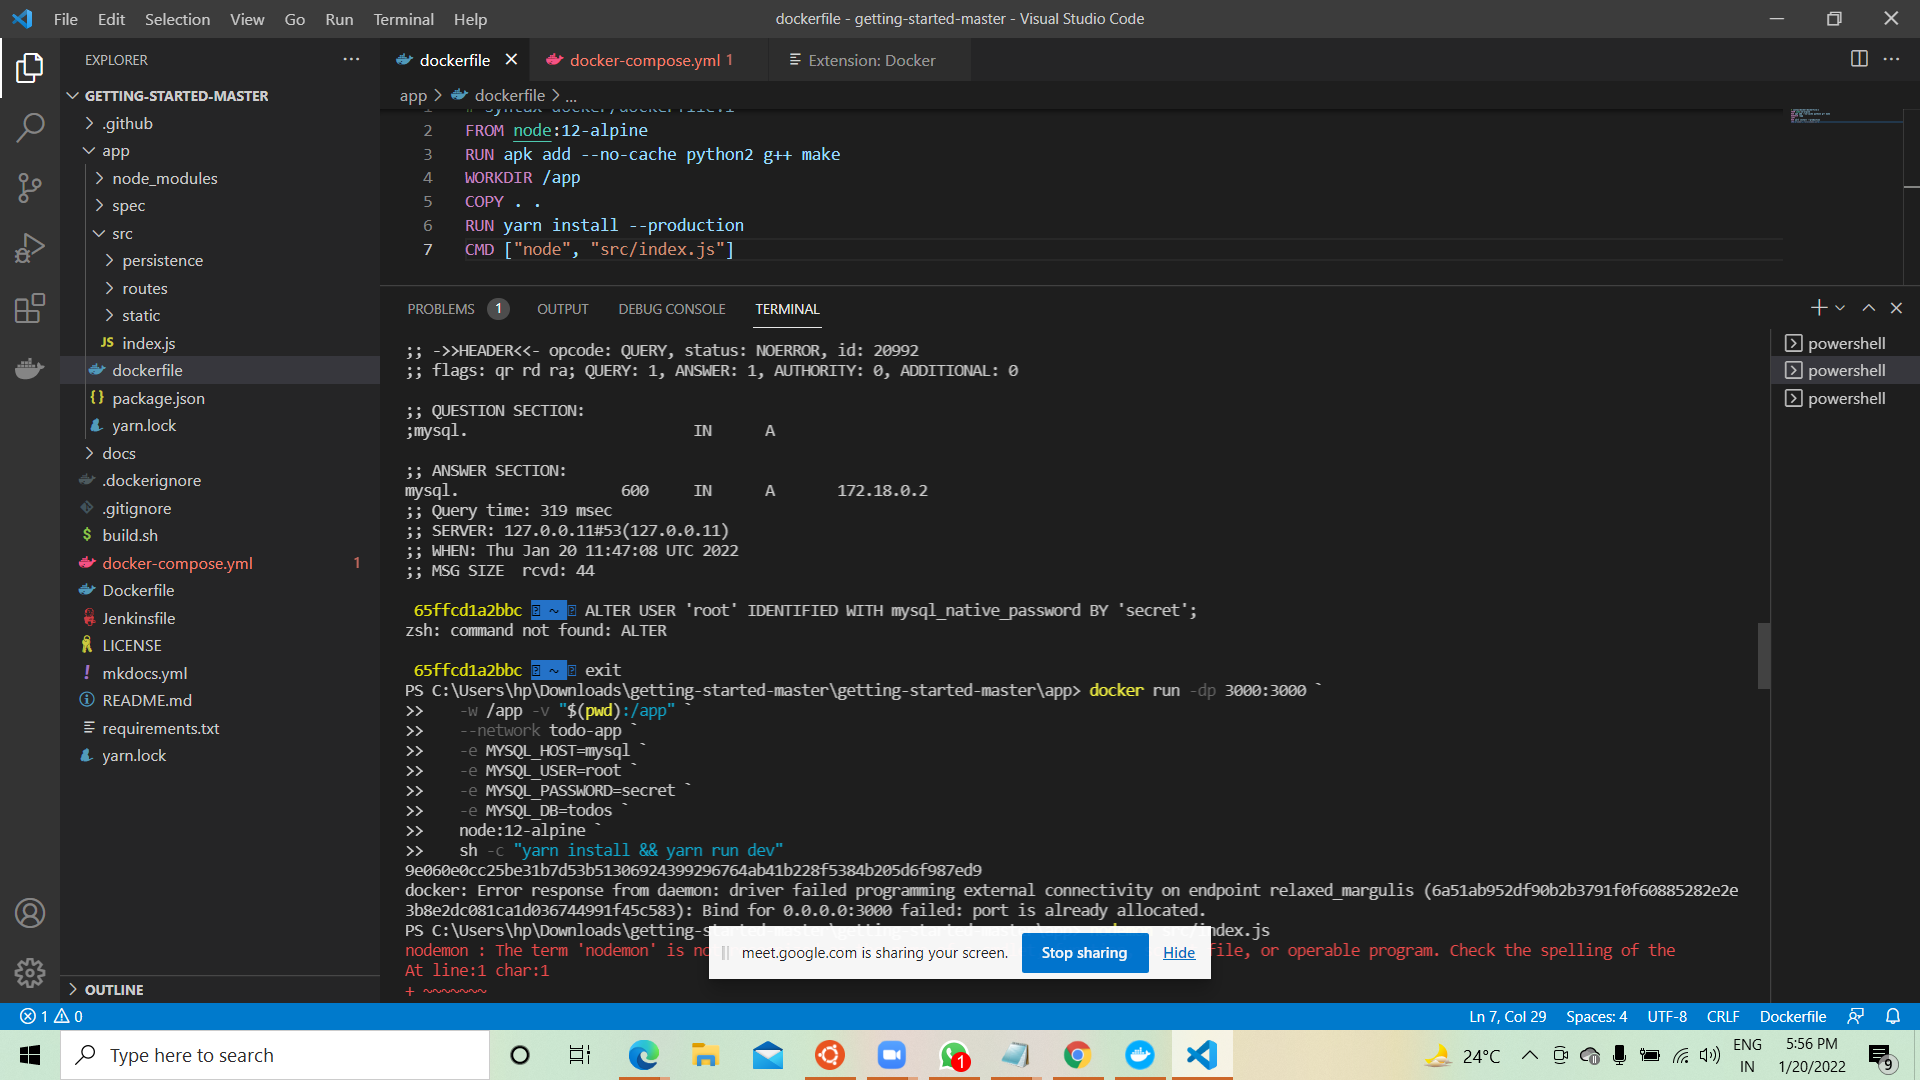 File Edit Selection View Go Run Terminal Help
dockerfile - getting-started-master - Visual Studio Code
EXPLORER
GETTING-STARTED-MASTER
.github
app
node_modules
spec
src
persistence
routes
static
JS index.js
dockerfile
{} package.json
yarn.lock
docs
.dockerignore
.gitignore
$ build.sh
docker-compose.yml 1
Dockerfile
Jenkinsfile
LICENSE
! mkdocs.yml
README.md
requirements.txt
yarn.lock
OUTLINE
dockerfile
docker-compose.yml 1
Extension: Docker
app > dockerfile > ...
2 FROM node:12-alpine
3 RUN apk add --no-cache python2 g++ make
4 WORKDIR /app
5 COPY . .
6 RUN yarn install --production
7 CMD ["node", "src/index.js"]
PROBLEMS 1 OUTPUT DEBUG CONSOLE TERMINAL
powershell
powershell
powershell
;; ->>HEADER<<- opcode: QUERY, status: NOERROR, id: 20992
;; flags: qr rd ra; QUERY: 1, ANSWER: 1, AUTHORITY: 0, ADDITIONAL: 0
;; QUESTION SECTION:
;mysql. IN A
;; ANSWER SECTION:
mysql. 600 IN A 172.18.0.2
;; Query time: 319 msec
;; SERVER: 127.0.0.11#53(127.0.0.11)
;; WHEN: Thu Jan 20 11:47:08 UTC 2022
;; MSG SIZE rcvd: 44
65ffcd1a2bbc ~ ALTER USER 'root' IDENTIFIED WITH mysql_native_password BY 'secret';
zsh: command not found: ALTER
65ffcd1a2bbc ~ exit
PS C:\Users\hp\Downloads\getting-started-master\getting-started-master\app> docker run -dp 3000:3000 `
>> -w /app -v "$(pwd):/app" `
>> --network todo-app `
>> -e MYSQL_HOST=mysql `
>> -e MYSQL_USER=root `
>> -e MYSQL_PASSWORD=secret `
>> -e MYSQL_DB=todos `
>> node:12-alpine `
>> sh -c "yarn install && yarn run dev"
9e060e0cc25be31b7d53b51306924399296764ab41b228f5384b205d6f987ed9
docker: Error response from daemon: driver failed programming external connectivity on endpoint relaxed_margulis (6a51ab952df90b2b3791f0f60885282e2e
3b8e2dc081ca1d036744991f45c583): Bind for 0.0.0.0:3000 failed: port is already allocated.
PS C:\Users\hp\Downloads\getting-s src/index.js
nodemon : The term 'nodemon' is no file, or operable program. Check the spelling of the
At line:1 char:1
+ ~~~~~~~
meet.google.com is sharing your screen. Stop sharing Hide
1 0
Ln 7, Col 29 Spaces: 4 UTF-8 CRLF Dockerfile
Type here to search
1
24°C
ENG
IN
5:56 PM
1/20/2022
9